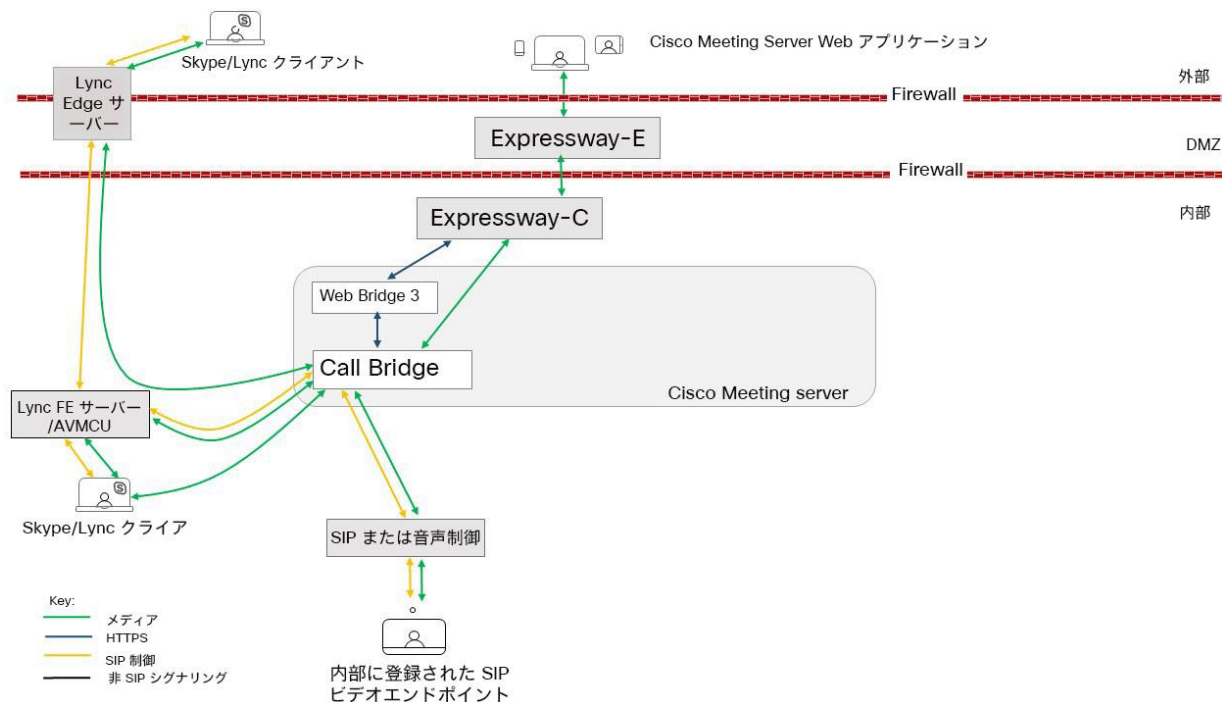 Skype/Lync クライアント
Cisco Meeting Server Web アプリケーション
外部
Lync
Edge サ
ーバー
Firewall
Expressway-E
DMZ
Firewall
Expressway-C
内部
Web Bridge 3
Call Bridge
Cisco Meeting server
Lync FE サーバー
/AVMCU
Skype/Lync クライア
SIP または音声制御
Key:
メディア
HTTPS
SIP 制御
非 SIP シグナリング
内部に登録された SIP
ビデオエンドポイント